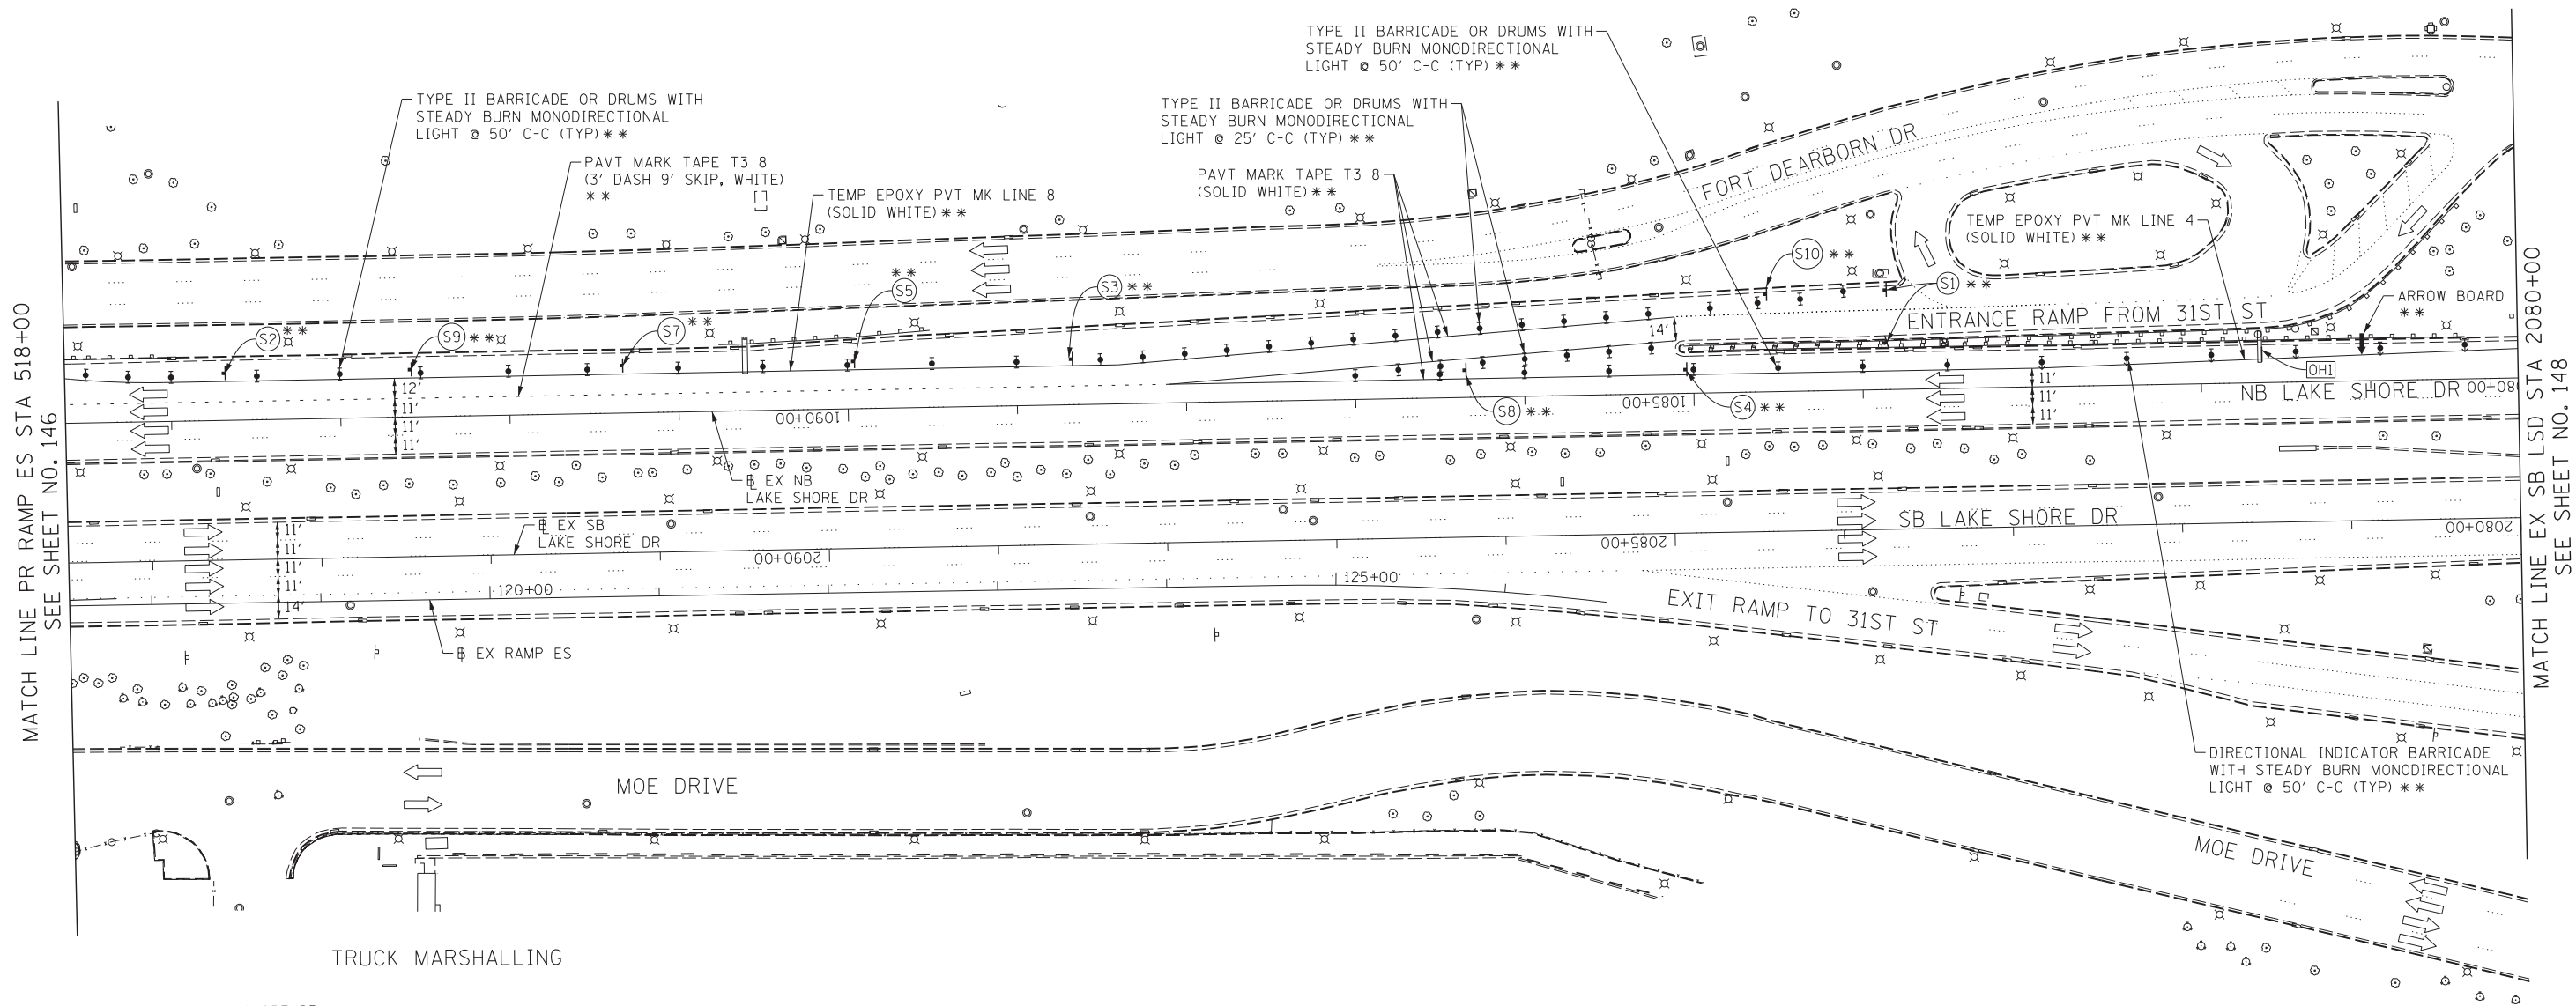 TYPE II BARRICADE OR DRUMS WITH
STEADY BURN MONODIRECTIONAL
LIGHT @ 50' C-C (TYP) **
TYPE II BARRICADE OR DRUMS WITH
STEADY BURN MONODIRECTIONAL
LIGHT @ 50' C-C (TYP) **
TYPE II BARRICADE OR DRUMS WITH
STEADY BURN MONODIRECTIONAL
LIGHT @ 25' C-C (TYP) **
PAVT MARK TAPE T3 8
(3' DASH 9' SKIP, WHITE)
**
TEMP EPOXY PVT MK LINE 8
(SOLID WHITE) **
PAVT MARK TAPE T3 8
(SOLID WHITE) **
FORT DEARBORN DR
TEMP EPOXY PVT MK LINE 4
(SOLID WHITE) **
S10 **
**
S5
S3 **
S1 **
ARROW BOARD
**
S2 **
S9 **
S7 **
14'
ENTRANCE RAMP FROM 31ST ST
OH1
MATCH LINE PR RAMP ES STA 518+00
SEE SHEET NO. 146
MATCH LINE EX SB LSD STA 2080+00
SEE SHEET NO. 148
12'
11'
11'
11'
1090+00
S8 **
1085+00
S4 **
11'
11'
11'
NB LAKE SHORE DR
BL EX NB
LAKE SHORE DR
11'
11'
11'
11'
14'
BL EX SB
LAKE SHORE DR
2090+00
2085+00
SB LAKE SHORE DR
2080+00
120+00
125+00
EXIT RAMP TO 31ST ST
BL EX RAMP ES
DIRECTIONAL INDICATOR BARRICADE
WITH STEADY BURN MONODIRECTIONAL
LIGHT @ 50' C-C (TYP) **
MOE DRIVE
MOE DRIVE
TRUCK MARSHALLING